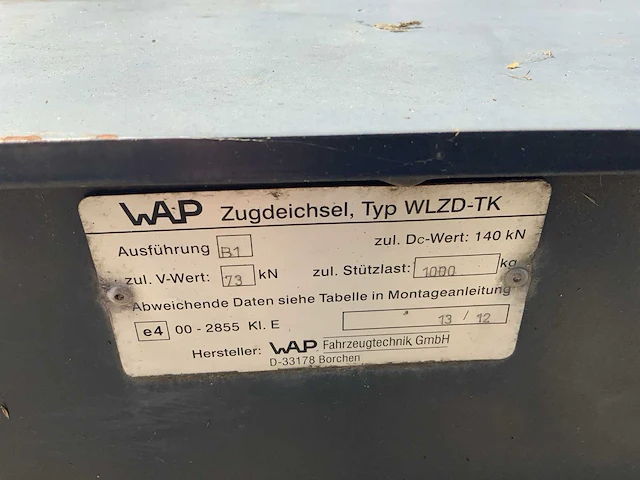 WAP Zugdeichsel, Typ WLZD-TK
Ausführung B1 zul. Dc-Wert: 140 kN
zul. V-Wert: 73 kN zul. Stützlast: 1000 kg
Abweichende Daten siehe Tabelle in Montageanleitung
e4 00 - 2855 Kl. E 13 / 12
Hersteller: WAP Fahrzeugtechnik GmbH
D-33178 Borchen